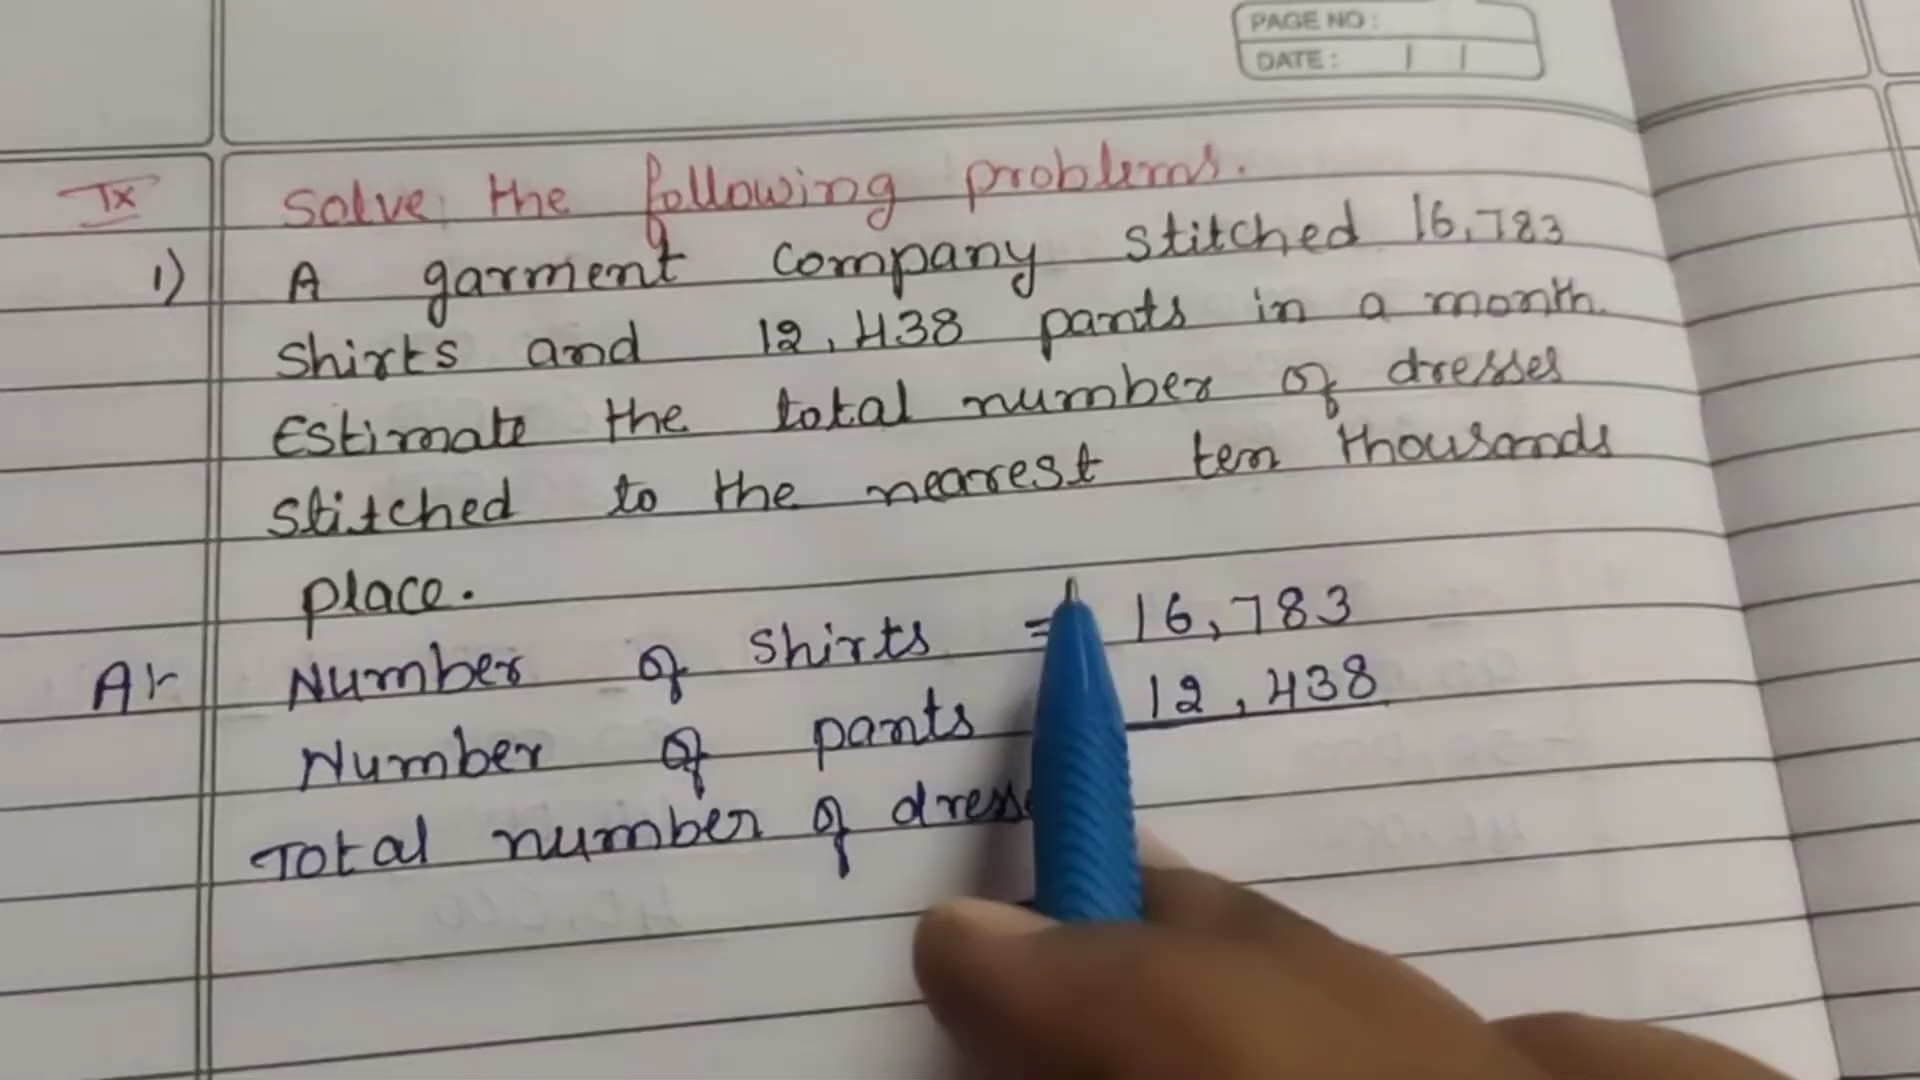 PAGE NO:
DATE:
IX Solve the following problems.
1) A garment company stitched 16,783
shirts and 12,438 pants in a month.
Estimate the total number of dresses
stitched to the nearest ten thousands
place.
A:- Number of shirts = 16,783
Number of pants 12,438
Total number of dress